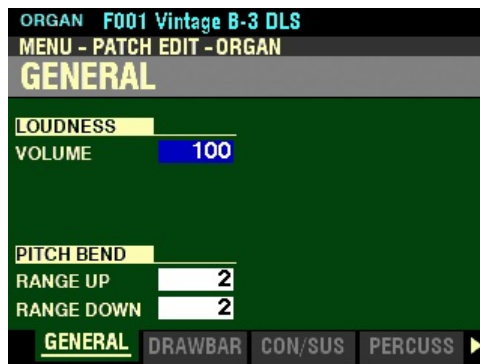 ORGAN F001 Vintage B-3 DLS
MENU - PATCH EDIT - ORGAN
GENERAL
LOUDNESS
VOLUME 100
PITCH BEND
RANGE UP 2
RANGE DOWN 2
GENERAL DRAWBAR CON/SUS PERCUSS